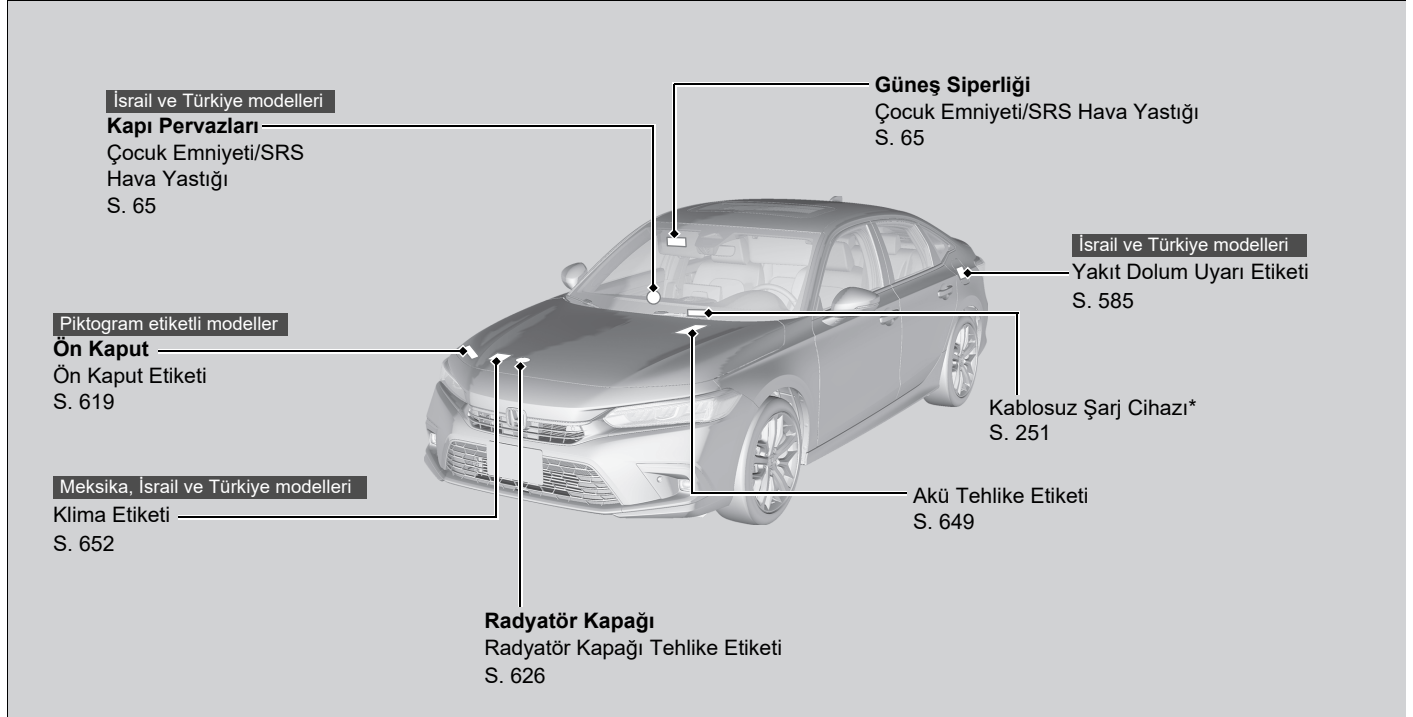 İsrail ve Türkiye modelleri
Kapı Pervazları
Çocuk Emniyeti/SRS
Hava Yastığı
S. 65
Güneş Siperliği
Çocuk Emniyeti/SRS Hava Yastığı
S. 65
İsrail ve Türkiye modelleri
Yakıt Dolum Uyarı Etiketi
S. 585
Piktogram etiketli modeller
Ön Kaput
Ön Kaput Etiketi
S. 619
Kablosuz Şarj Cihazı*
S. 251
Meksika, İsrail ve Türkiye modelleri
Klima Etiketi
S. 652
Akü Tehlike Etiketi
S. 649
Radyatör Kapağı
Radyatör Kapağı Tehlike Etiketi
S. 626